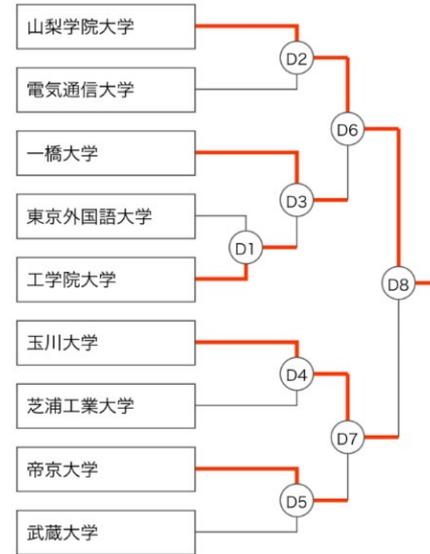 山梨学院大学
D2
電気通信大学
D6
一橋大学
D3
東京外国語大学
D1
工学院大学
D8
玉川大学
D4
芝浦工業大学
D7
帝京大学
D5
武蔵大学